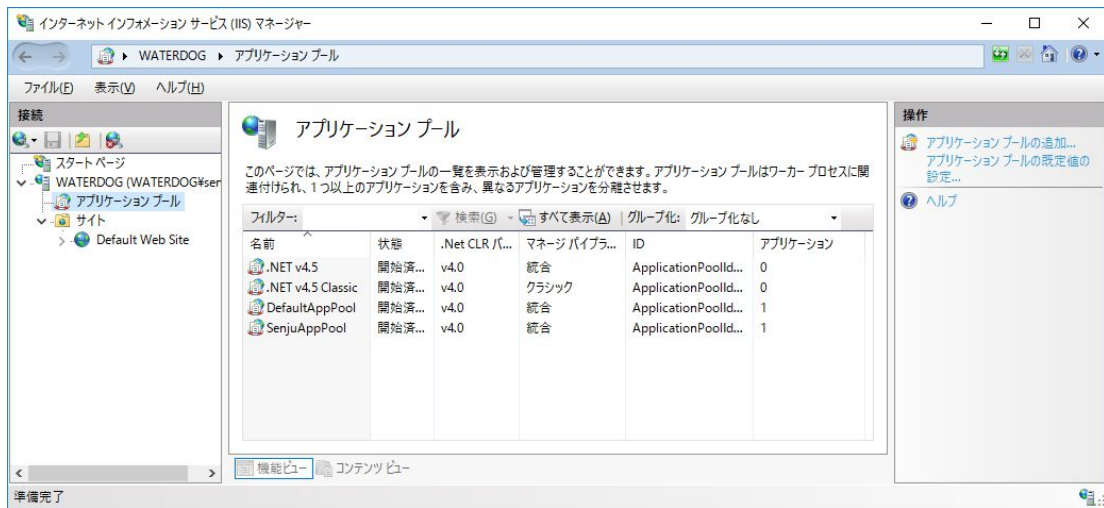 インターネット インフォメーション サービス (IIS) マネージャー
WATERDOG アプリケーション プール
ファイル(F) 表示(V) ヘルプ(H)
接続
スタート ページ
WATERDOG (WATERDOG¥ser
アプリケーション プール
サイト
Default Web Site
アプリケーション プール
このページでは、アプリケーション プールの一覧を表示および管理することができます。アプリケーション プールはワーカー プロセスに関
連付けられ、1 つ以上のアプリケーションを含み、異なるアプリケーションを分離させます。
フィルター: 検索(G) すべて表示(A) グループ化: グループ化なし
名前 状態 .Net CLR バ... マネージ パイプラ... ID アプリケーション
.NET v4.5 開始済... v4.0 統合 ApplicationPoolId... 0
.NET v4.5 Classic 開始済... v4.0 クラシック ApplicationPoolId... 0
DefaultAppPool 開始済... v4.0 統合 ApplicationPoolId... 1
SenjuAppPool 開始済... v4.0 統合 ApplicationPoolId... 1
機能ビュー コンテンツ ビュー
操作
アプリケーション プールの追加...
アプリケーション プールの既定値の
設定...
ヘルプ
準備完了